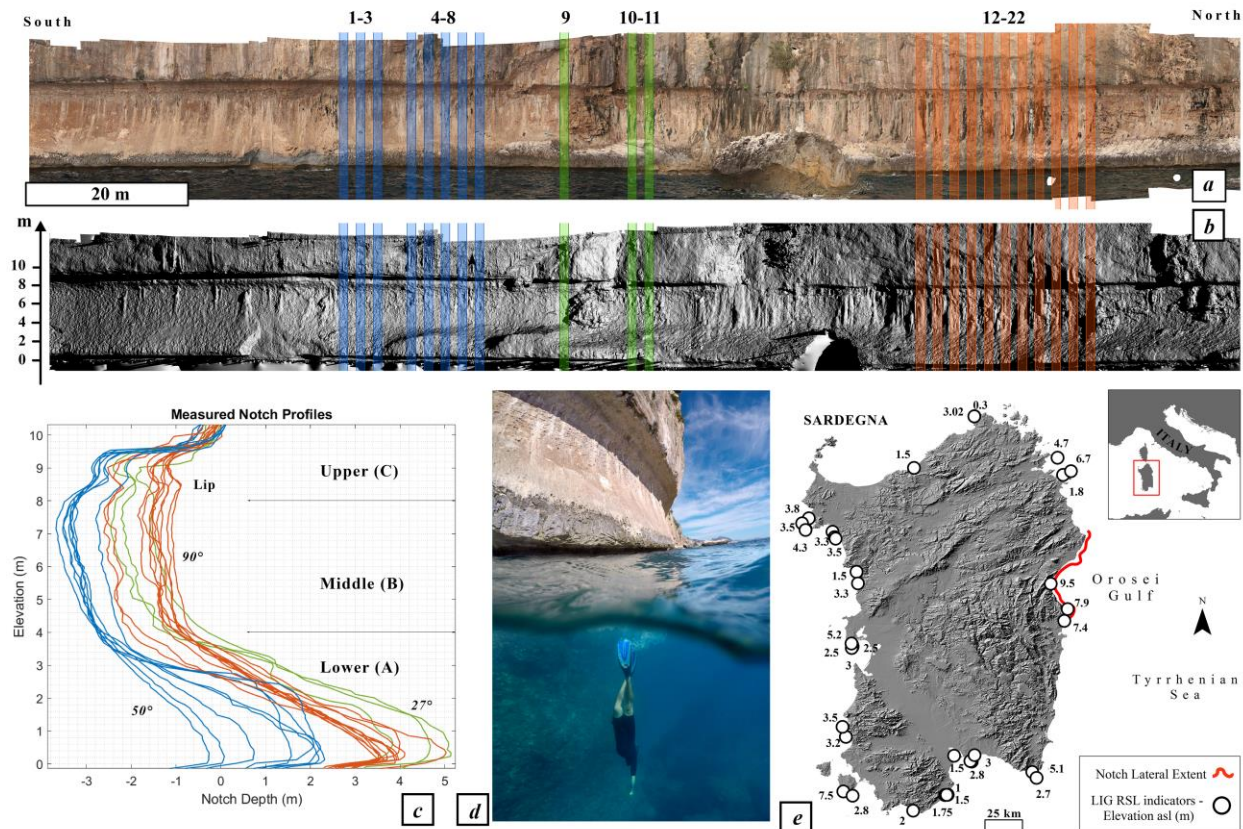 South 1-3 4-8 9 10-11 12-22 North
20 m
a
m
b
10
8
6
4
2
0
Measured Notch Profiles
10
9
8
7
6
5
4
3
2
1
0
Elevation (m)
Upper (C)
Lip
90°
Middle (B)
Lower (A)
27°
50°
-3 -2 -1 0 1 2 3 4 5
Notch Depth (m)
c
d
SARDEGNA
ITALY
3.02 0.3
4.7
6.7
1.8
1.5
3.8
3.5
4.3
3.3
3.5
1.5
3.3
9.5
7.9
7.4
Orosei
Gulf
N
Tyrrhenian
Sea
5.2
2.5 2.5
3
3.5
3.2
7.5
2.8
2
1.5
3
2.8
1
1.5
1.75
5.1
2.7
25 km
e
Notch Lateral Extent
LIG RSL indicators -
Elevation asl (m)